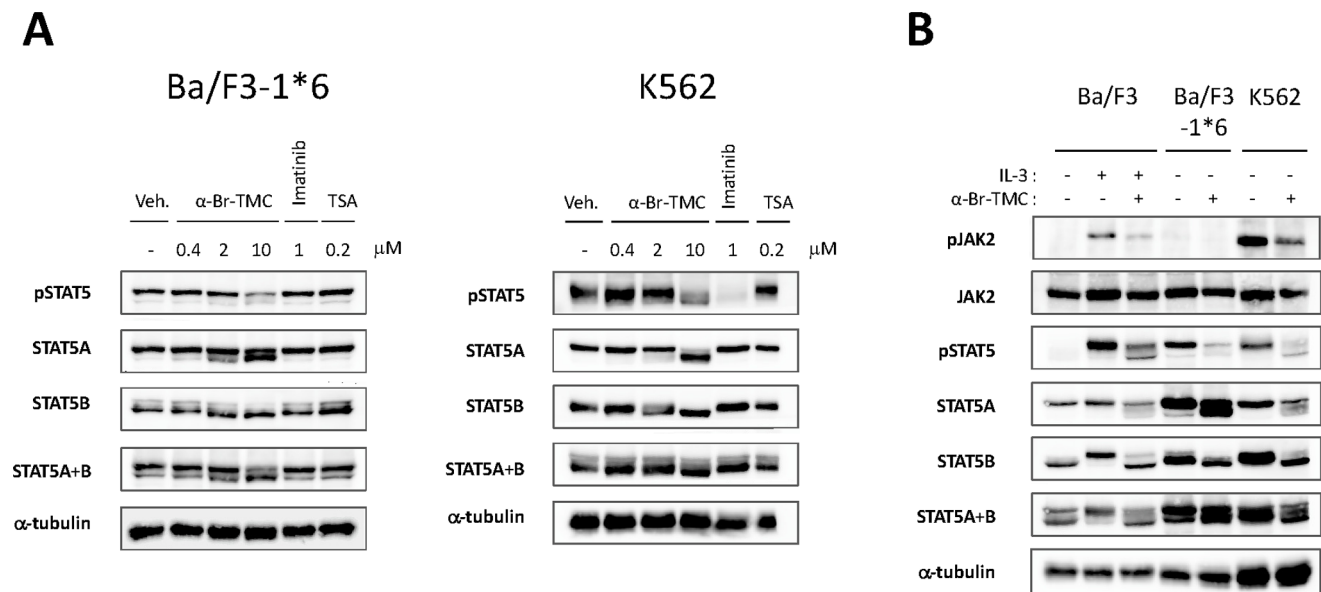 A
Ba/F3-1*6
Veh. α-Br-TMC Imatinib TSA
- 0.4 2 10 1 0.2 μM
pSTAT5
STAT5A
STAT5B
STAT5A+B
α-tubulin
K562
Veh. α-Br-TMC Imatinib TSA
- 0.4 2 10 1 0.2 μM
pSTAT5
STAT5A
STAT5B
STAT5A+B
α-tubulin
B
Ba/F3 Ba/F3 -1*6 K562
IL-3 : - + + - - - -
α-Br-TMC : - - + - + - +
pJAK2
JAK2
pSTAT5
STAT5A
STAT5B
STAT5A+B
α-tubulin